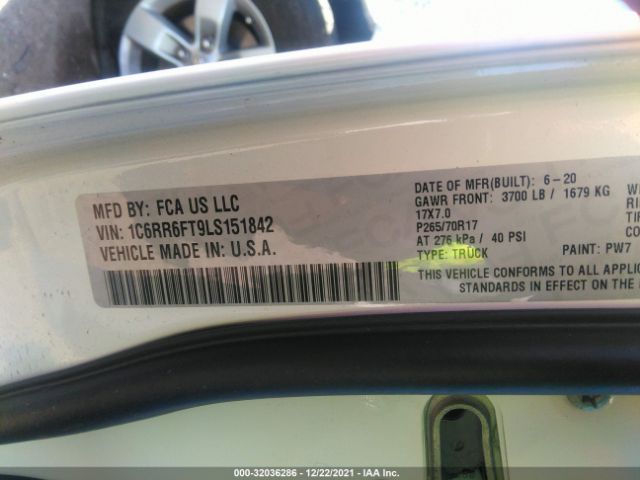 MFD BY: FCA US LLC
VIN: 1C6RR6FT9LS151842
VEHICLE MADE IN: U.S.A.
DATE OF MFR(BUILT): 6-20
GAWR FRONT: 3700 LB / 1679 KG
17X7.0
P265/70R17
AT 276 kPa / 40 PSI
TYPE: TRUCK
PAINT: PW7
THIS VEHICLE CONFORMS TO ALL
STANDARDS IN EFFECT ON THE
000-32036286 - 12/22/2021 - IAA Inc.